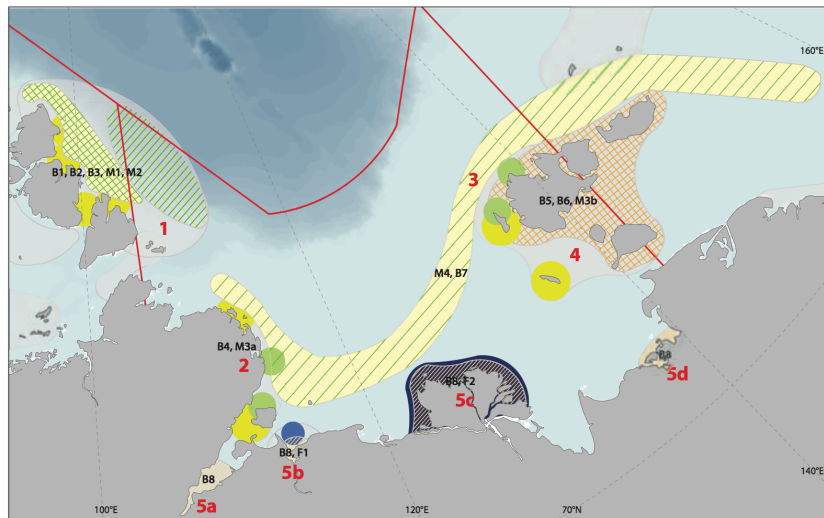 160°E
B1, B2, B3, M1, M2
3
B5, B6, M3b
1
4
M4, B7
B4, M3a
2
B8
5d
B8, F2
5c
B8, F1
5b
B8
5a
140°E
100°E
120°E
70°N